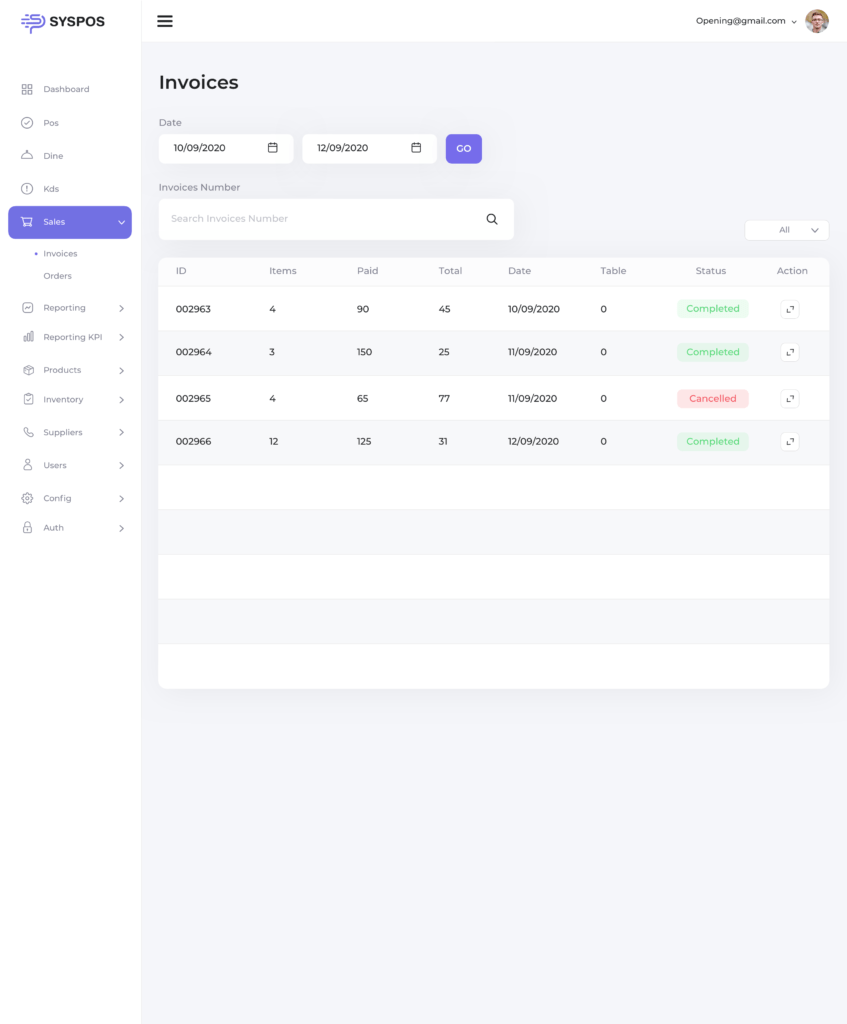 SYSPOS
Opening@gmail.com
Dashboard
Pos
Dine
Kds
Sales
Invoices
Orders
Reporting
Reporting KPI
Products
Inventory
Suppliers
Users
Config
Auth
Invoices
Date
10/09/2020 12/09/2020 GO
Invoices Number
Search Invoices Number
All
ID Items Paid Total Date Table Status Action
002963 4 90 45 10/09/2020 0 Completed
002964 3 150 25 11/09/2020 0 Completed
002965 4 65 77 11/09/2020 0 Cancelled
002966 12 125 31 12/09/2020 0 Completed